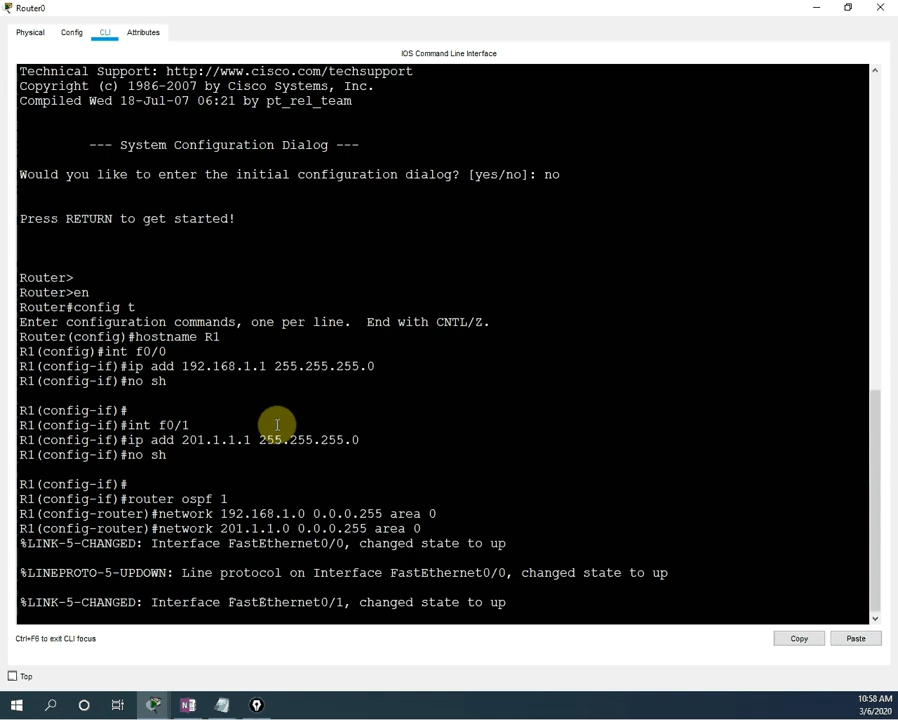 Router0
Physical Config CLI Attributes
IOS Command Line Interface
Technical Support: http://www.cisco.com/techsupport
Copyright (c) 1986-2007 by Cisco Systems, Inc.
Compiled Wed 18-Jul-07 06:21 by pt_rel_team
--- System Configuration Dialog ---
Would you like to enter the initial configuration dialog? [yes/no]: no
Press RETURN to get started!
Router>
Router>en
Router#config t
Enter configuration commands, one per line.  End with CNTL/Z.
Router(config)#hostname R1
R1(config)#int f0/0
R1(config-if)#ip add 192.168.1.1 255.255.255.0
R1(config-if)#no sh
R1(config-if)#
R1(config-if)#int f0/1
R1(config-if)#ip add 201.1.1.1 255.255.255.0
R1(config-if)#no sh
R1(config-if)#
R1(config-if)#router ospf 1
R1(config-router)#network 192.168.1.0 0.0.0.255 area 0
R1(config-router)#network 201.1.1.0 0.0.0.255 area 0
%LINK-5-CHANGED: Interface FastEthernet0/0, changed state to up
%LINEPROTO-5-UPDOWN: Line protocol on Interface FastEthernet0/0, changed state to up
%LINK-5-CHANGED: Interface FastEthernet0/1, changed state to up
Ctrl+F6 to exit CLI focus
Copy Paste
Top
10:58 AM
3/6/2020